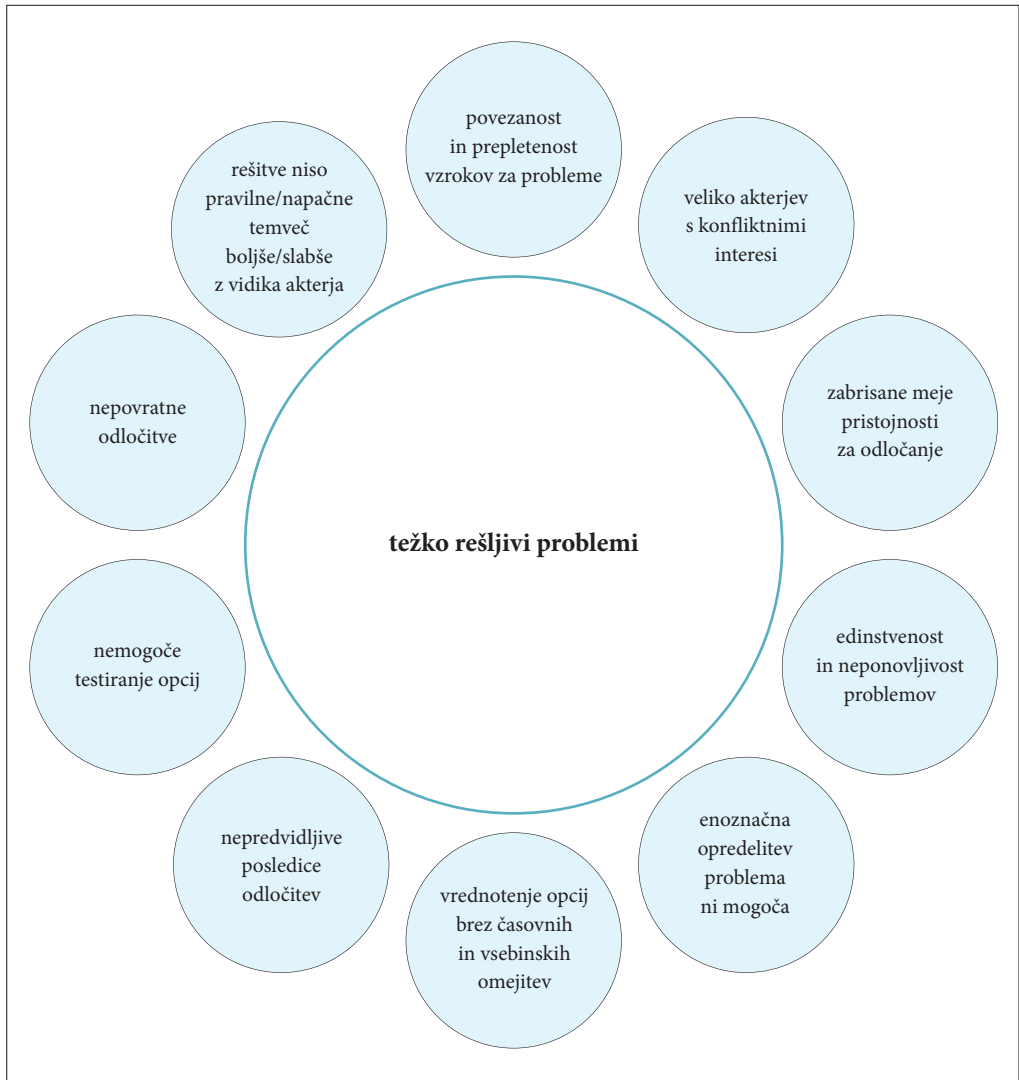 povezanost
in prepletenost
vzrokov za probleme
veliko akterjev
s konfliktnimi
interesi
zabrisane meje
pristojnosti
za odločanje
edinstvenost
in neponovljivost
problemov
enoznačna
opredelitev
problema
ni mogoča
vrednotenje opcij
brez časovnih
in vsebinskih
omejitev
nepredvidljive
posledice
odločitev
nemogoče
testiranje opcij
nepovratne
odločitve
rešitve niso
pravilne/napačne
temveč
boljše/slabše
z vidika akterja
težko rešljivi problemi